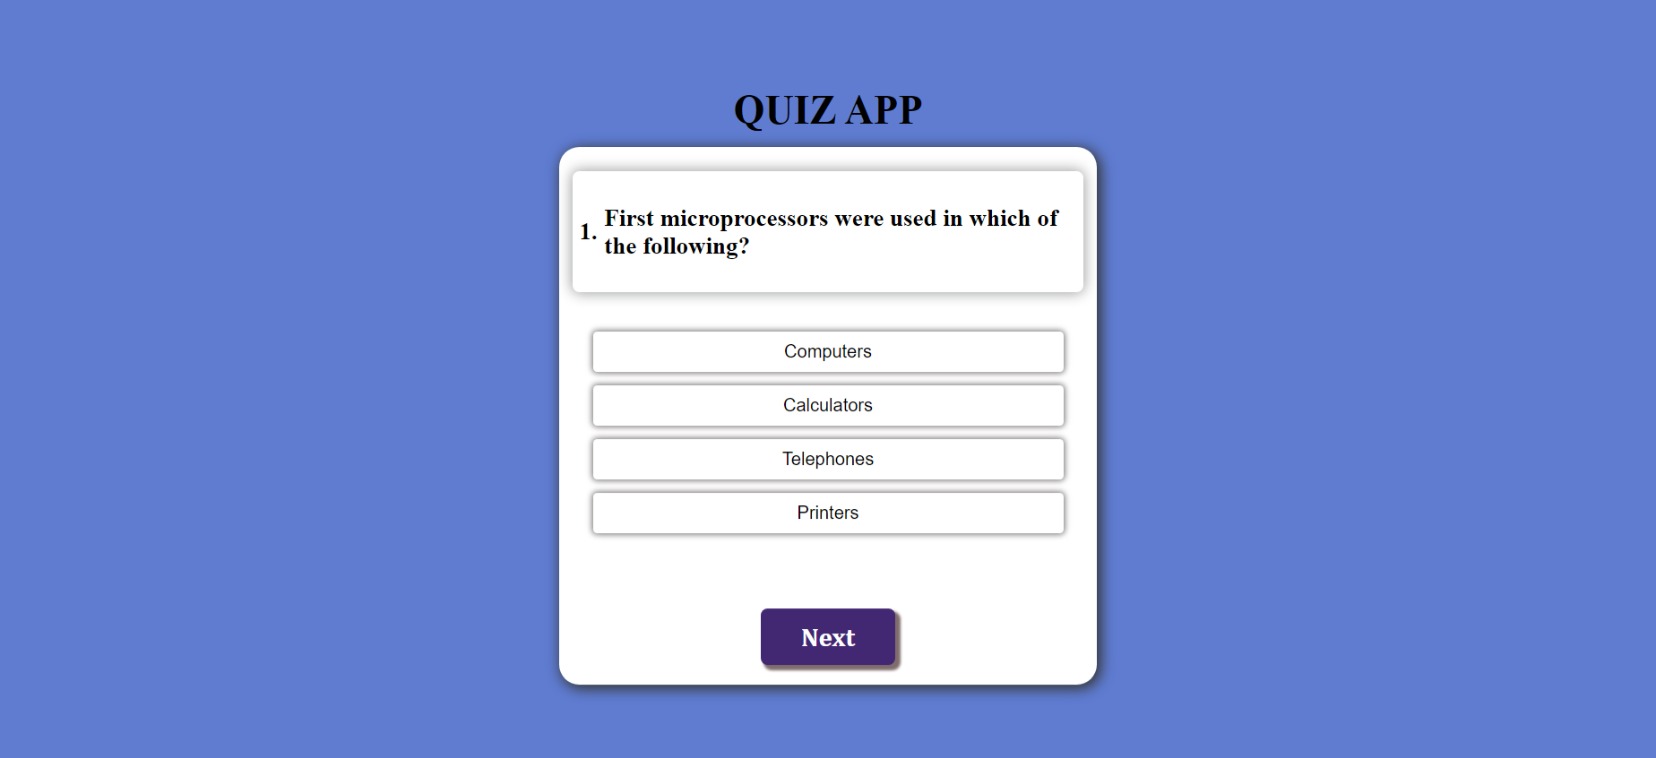 QUIZ APP
1. First microprocessors were used in which of
the following?
Computers
Calculators
Telephones
Printers
Next